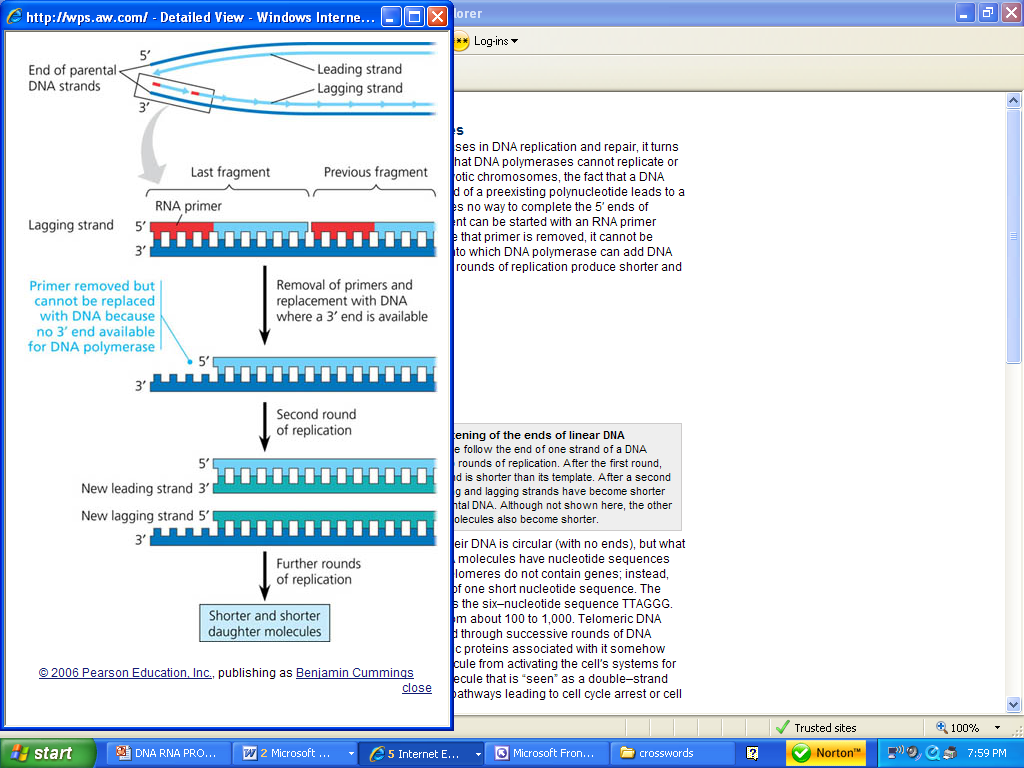 http://wps.aw.com/ - Detailed View - Windows Interne...
5′
End of parental
DNA strands
3′
Leading strand
Lagging strand
Last fragment
Previous fragment
RNA primer
Lagging strand
5′
3′
Primer removed but
cannot be replaced
with DNA because
no 3′ end available
for DNA polymerase
Removal of primers and
replacement with DNA
where a 3′ end is available
5′
3′
Second round
of replication
5′
New leading strand 3′
New lagging strand 5′
3′
Further rounds
of replication
Shorter and shorter
daughter molecules
© 2006 Pearson Education, Inc., publishing as Benjamin Cummings
close
orer
Log-ins
es
ses in DNA replication and repair, it turns
hat DNA polymerases cannot replicate or
otic chromosomes, the fact that a DNA
d of a preexisting polynucleotide leads to a
es no way to complete the 5′ ends of
ent can be started with an RNA primer
e that primer is removed, it cannot be
nto which DNA polymerase can add DNA
rounds of replication produce shorter and
tening of the ends of linear DNA
e follow the end of one strand of a DNA
rounds of replication. After the first round,
nd is shorter than its template. After a second
g and lagging strands have become shorter
ntal DNA. Although not shown here, the other
olecules also become shorter.
eir DNA is circular (with no ends), but what
A molecules have nucleotide sequences
elomeres do not contain genes; instead,
of one short nucleotide sequence. The
s the six–nucleotide sequence TTAGGG.
om about 100 to 1,000. Telomeric DNA
d through successive rounds of DNA
c proteins associated with it somehow
cule from activating the cell's systems for
ecule that is “seen” as a double–strand
pathways leading to cell cycle arrest or cell
Trusted sites
100%
start
DNA RNA PRO...
2 Microsoft ...
5 Internet E...
Microsoft Fron...
crosswords
Norton™
7:59 PM